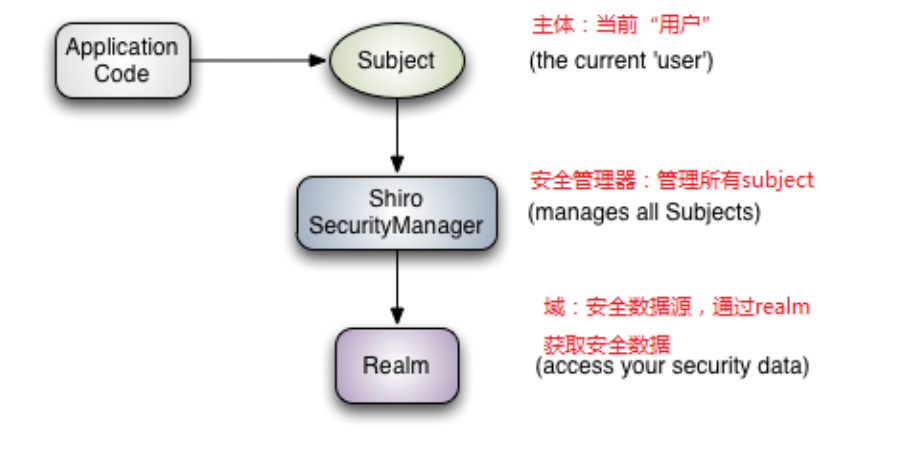 Application
Code
Subject
主体：当前“用户”
(the current 'user')
Shiro
SecurityManager
安全管理器：管理所有subject
(manages all Subjects)
Realm
域：安全数据源，通过realm
获取安全数据
(access your security data)